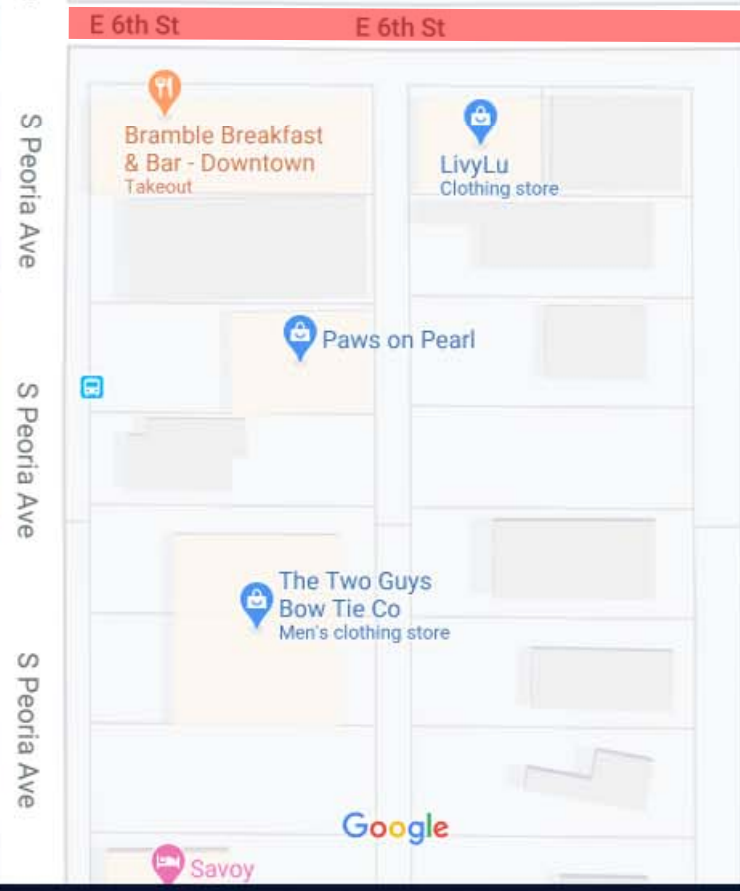 E 6th St
E 6th St
S Peoria Ave
Bramble Breakfast
& Bar - Downtown
Takeout
LivyLu
Clothing store
Paws on Pearl
S Peoria Ave
The Two Guys
Bow Tie Co
Men's clothing store
S Peoria Ave
Google
Savoy